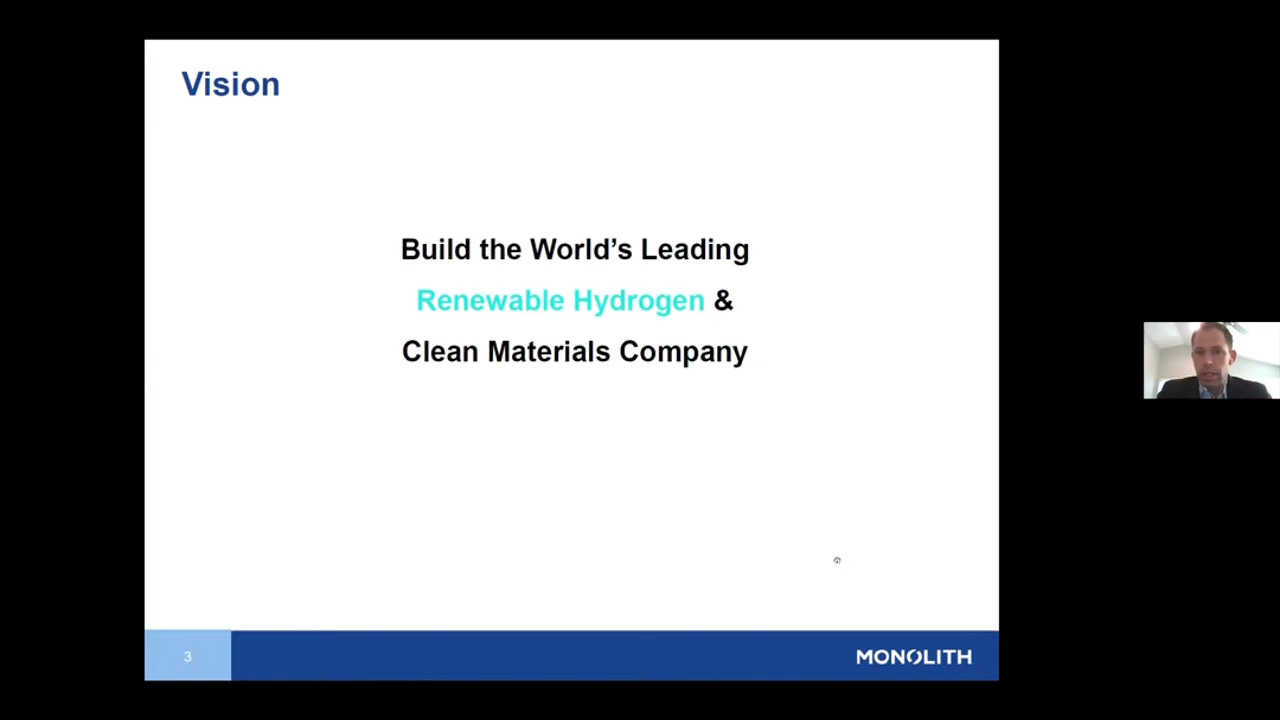 Vision
Build the World’s Leading
Renewable Hydrogen &
Clean Materials Company
3
MONOLITH